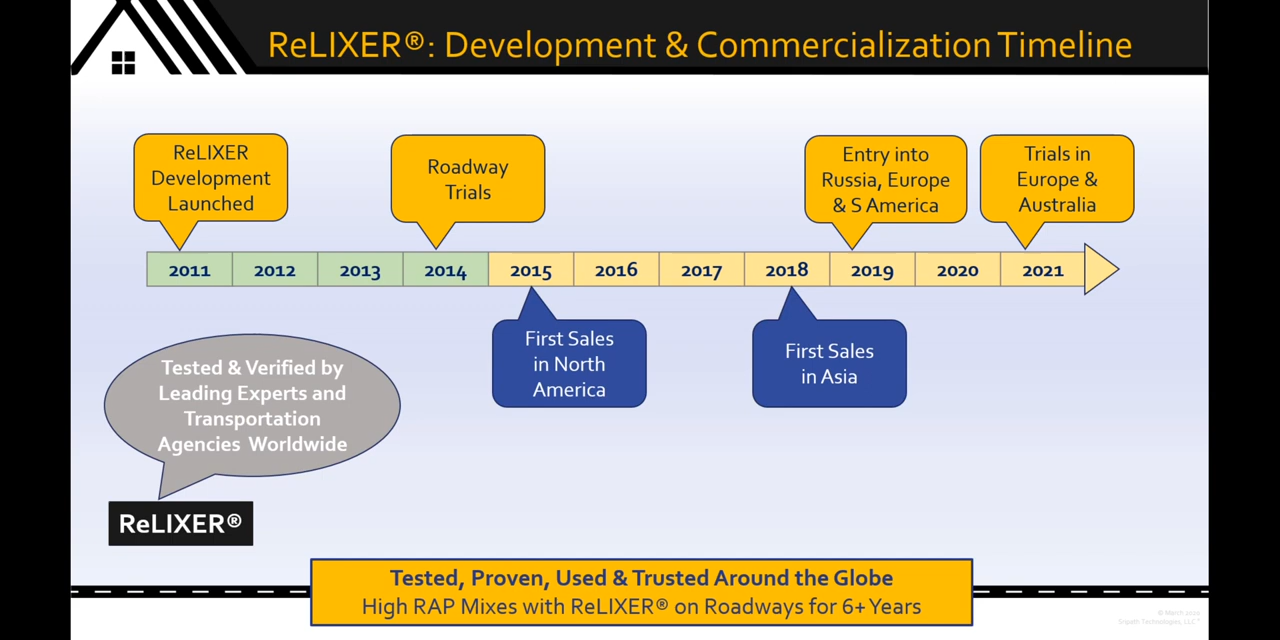 ReLIXER®: Development & Commercialization Timeline
ReLIXER
Development
Launched
Roadway
Trials
Entry into
Russia, Europe
& S America
Trials in
Europe &
Australia
2011 2012 2013 2014 2015 2016 2017 2018 2019 2020 2021
First Sales
in North
America
First Sales
in Asia
Tested & Verified by
Leading Experts and
Transportation
Agencies Worldwide
ReLIXER®
Tested, Proven, Used & Trusted Around the Globe
High RAP Mixes with ReLIXER® on Roadways for 6+ Years
Sripath Technologies, LLC™